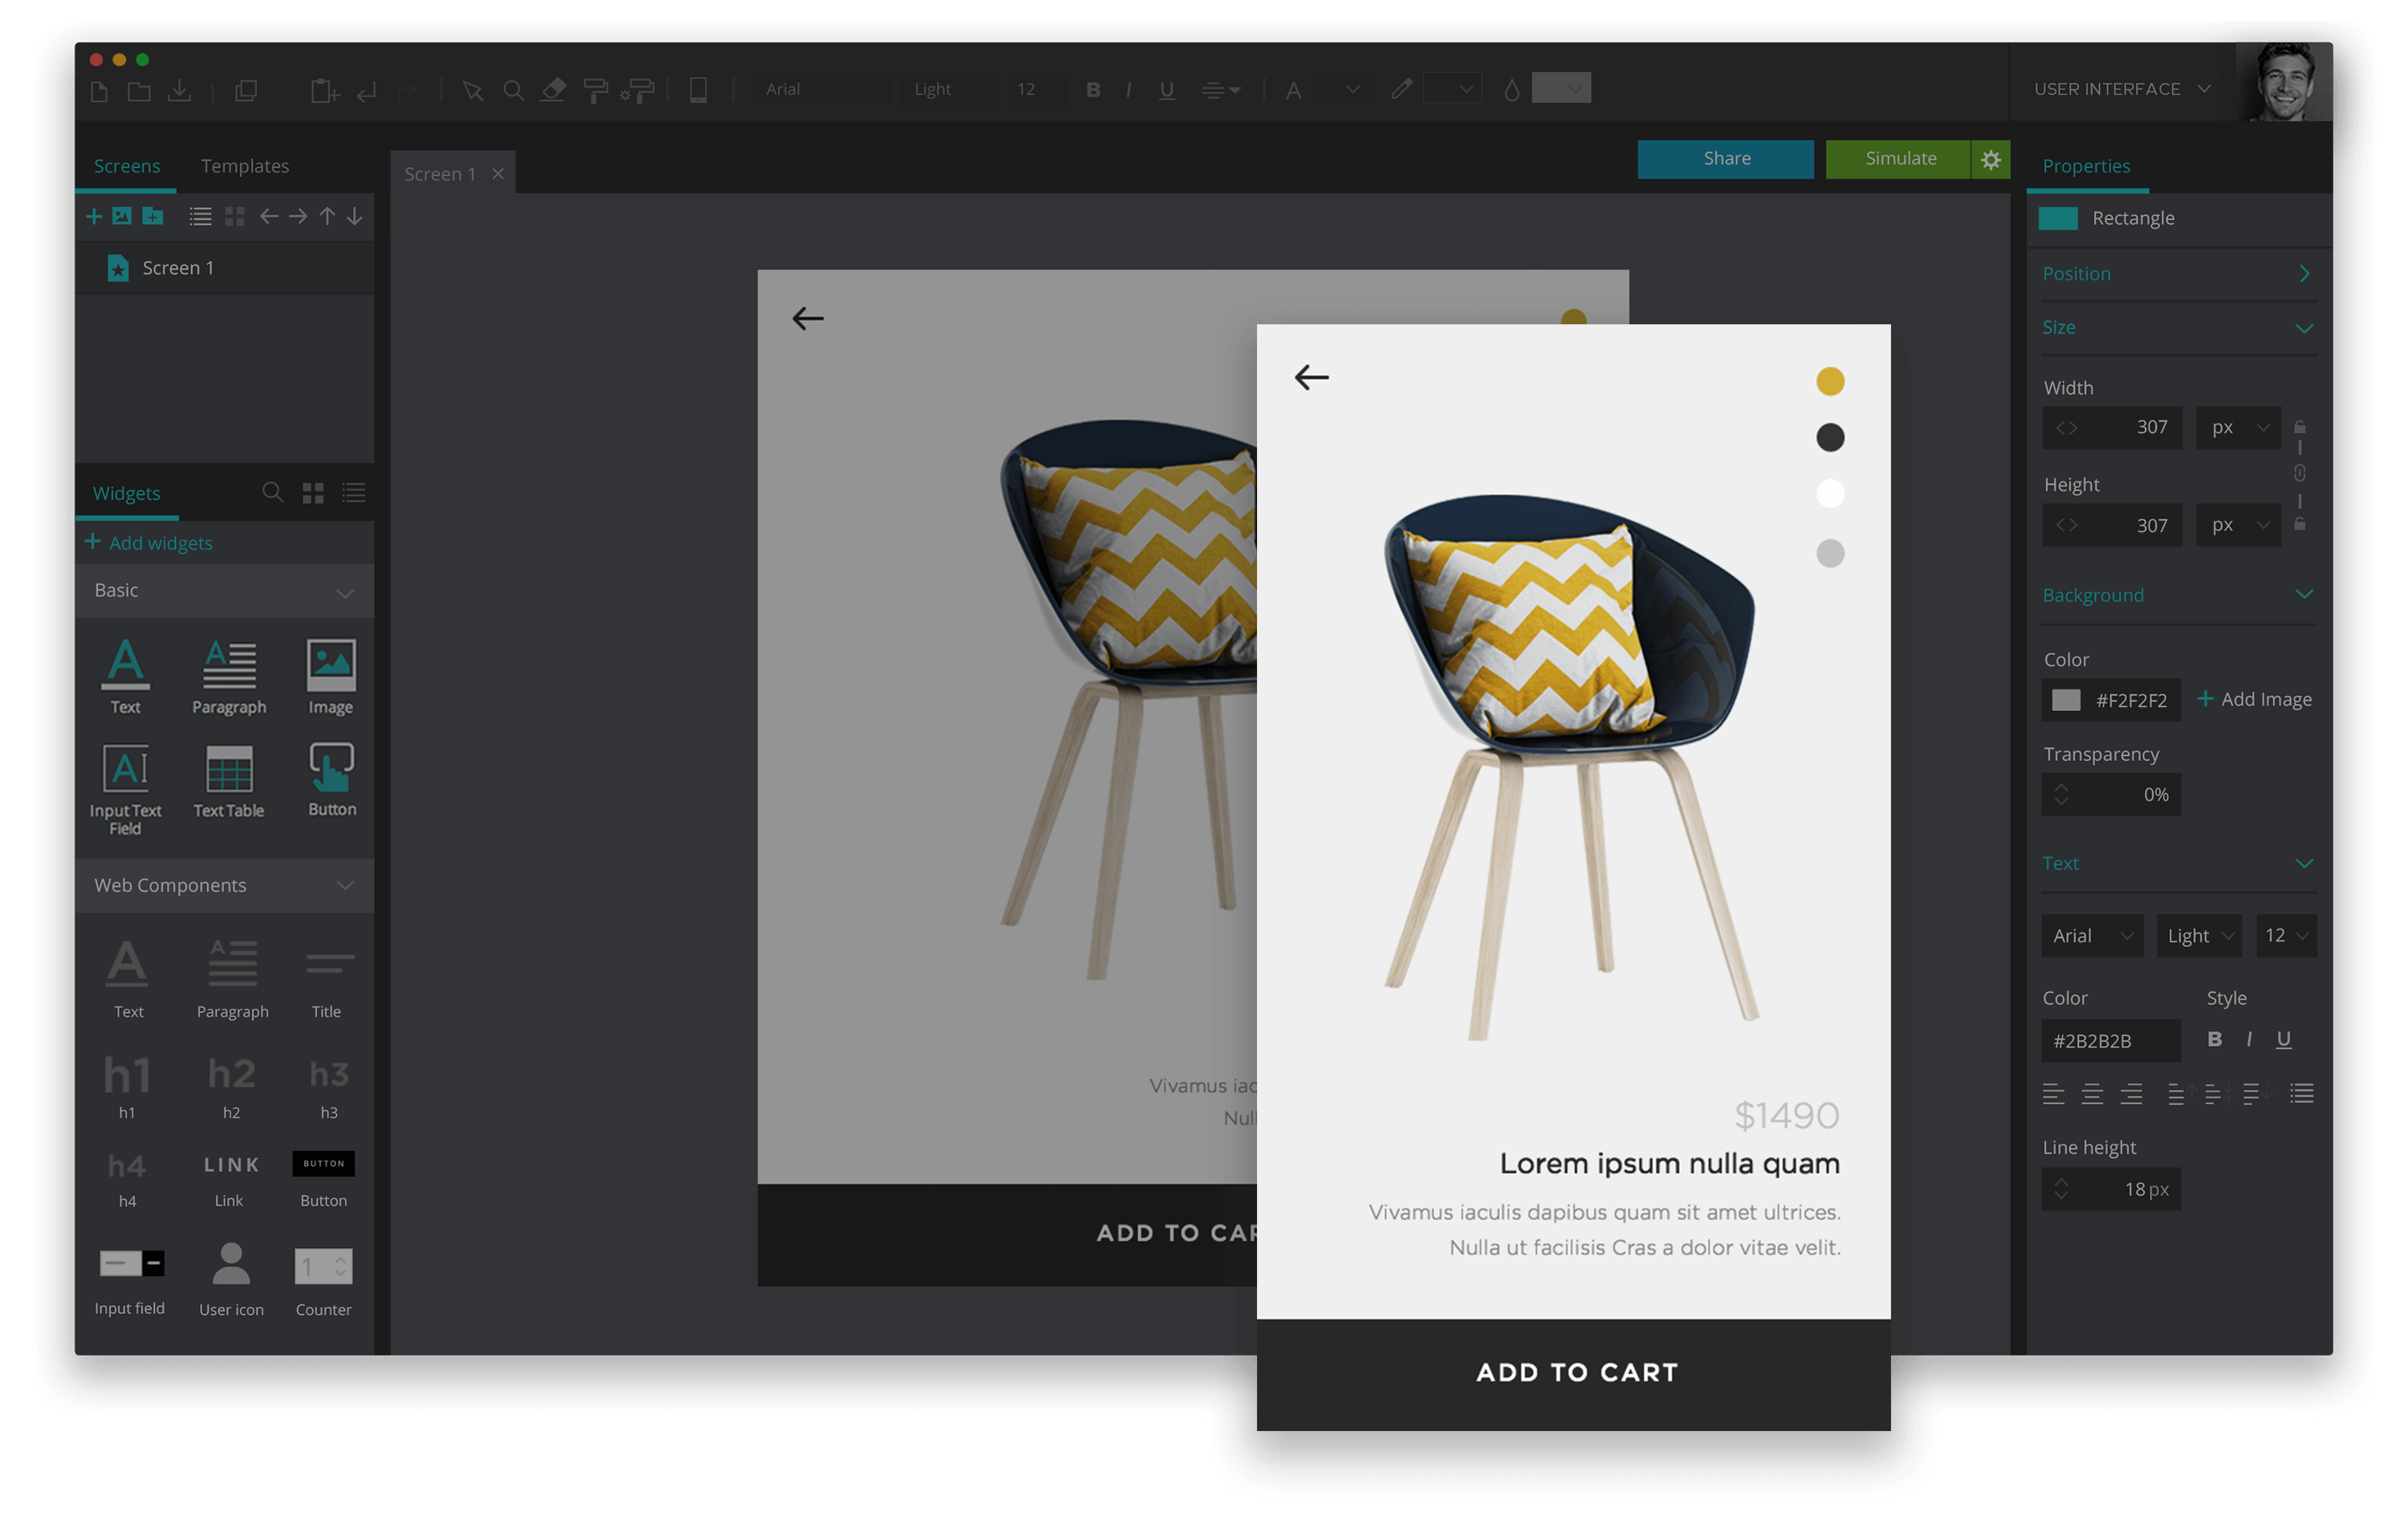 Arial
Light
12
B
I
U
A
USER INTERFACE
Screens
Templates
Screen 1
Share
Simulate
Properties
Screen 1
Rectangle
Position
Size
Width
307
px
Height
307
px
Background
Color
#F2F2F2
Add Image
Transparency
0%
Text
Arial
Light
12
Color
Style
#2B2B2B
B
I
U
Line height
18 px
Widgets
Add widgets
Basic
A
Text
A
Paragraph
Image
A
Input Text
Field
Text Table
Button
Web Components
A
Text
A
Paragraph
Title
h1
h1
h2
h2
h3
h3
h4
h4
LINK
Link
BUTTON
Button
Input field
User icon
1
Counter
Vivamus iac
Nul
ADD TO CAR
$1490
Lorem ipsum nulla quam
Vivamus iaculis dapibus quam sit amet ultrices.
Nulla ut facilisis Cras a dolor vitae velit.
ADD TO CART